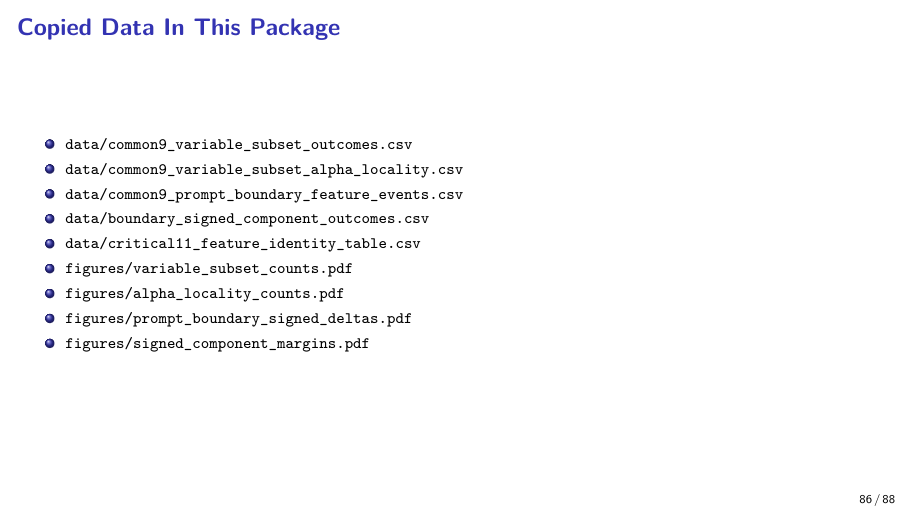 Copied Data In This Package
data/common9_variable_subset_outcomes.csv
data/common9_variable_subset_alpha_locality.csv
data/common9_prompt_boundary_feature_events.csv
data/boundary_signed_component_outcomes.csv
data/critical11_feature_identity_table.csv
figures/variable_subset_counts.pdf
figures/alpha_locality_counts.pdf
figures/prompt_boundary_signed_deltas.pdf
figures/signed_component_margins.pdf
86 / 88